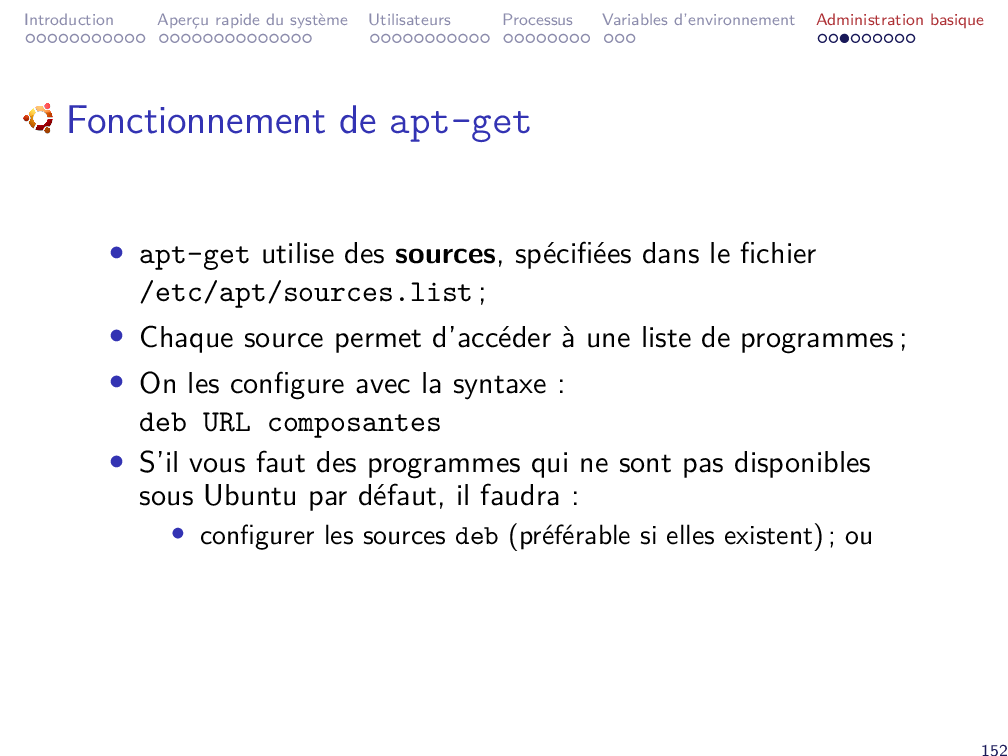 Introduction Aperçu rapide du système Utilisateurs Processus Variables d'environnement Administration basique
Fonctionnement de apt-get
• apt-get utilise des sources, spécifiées dans le fichier
/etc/apt/sources.list ;
• Chaque source permet d'accéder à une liste de programmes ;
• On les configure avec la syntaxe :
deb URL composantes
• S'il vous faut des programmes qui ne sont pas disponibles
sous Ubuntu par défaut, il faudra :
• configurer les sources deb (préférable si elles existent) ; ou
152